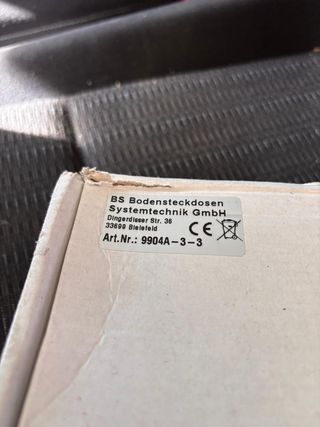 BS Bodensteckdosen
Systemtechnik GmbH
Dingerdisser Str. 36
33699 Bielefeld
CE
Art.Nr.: 9904A-3-3